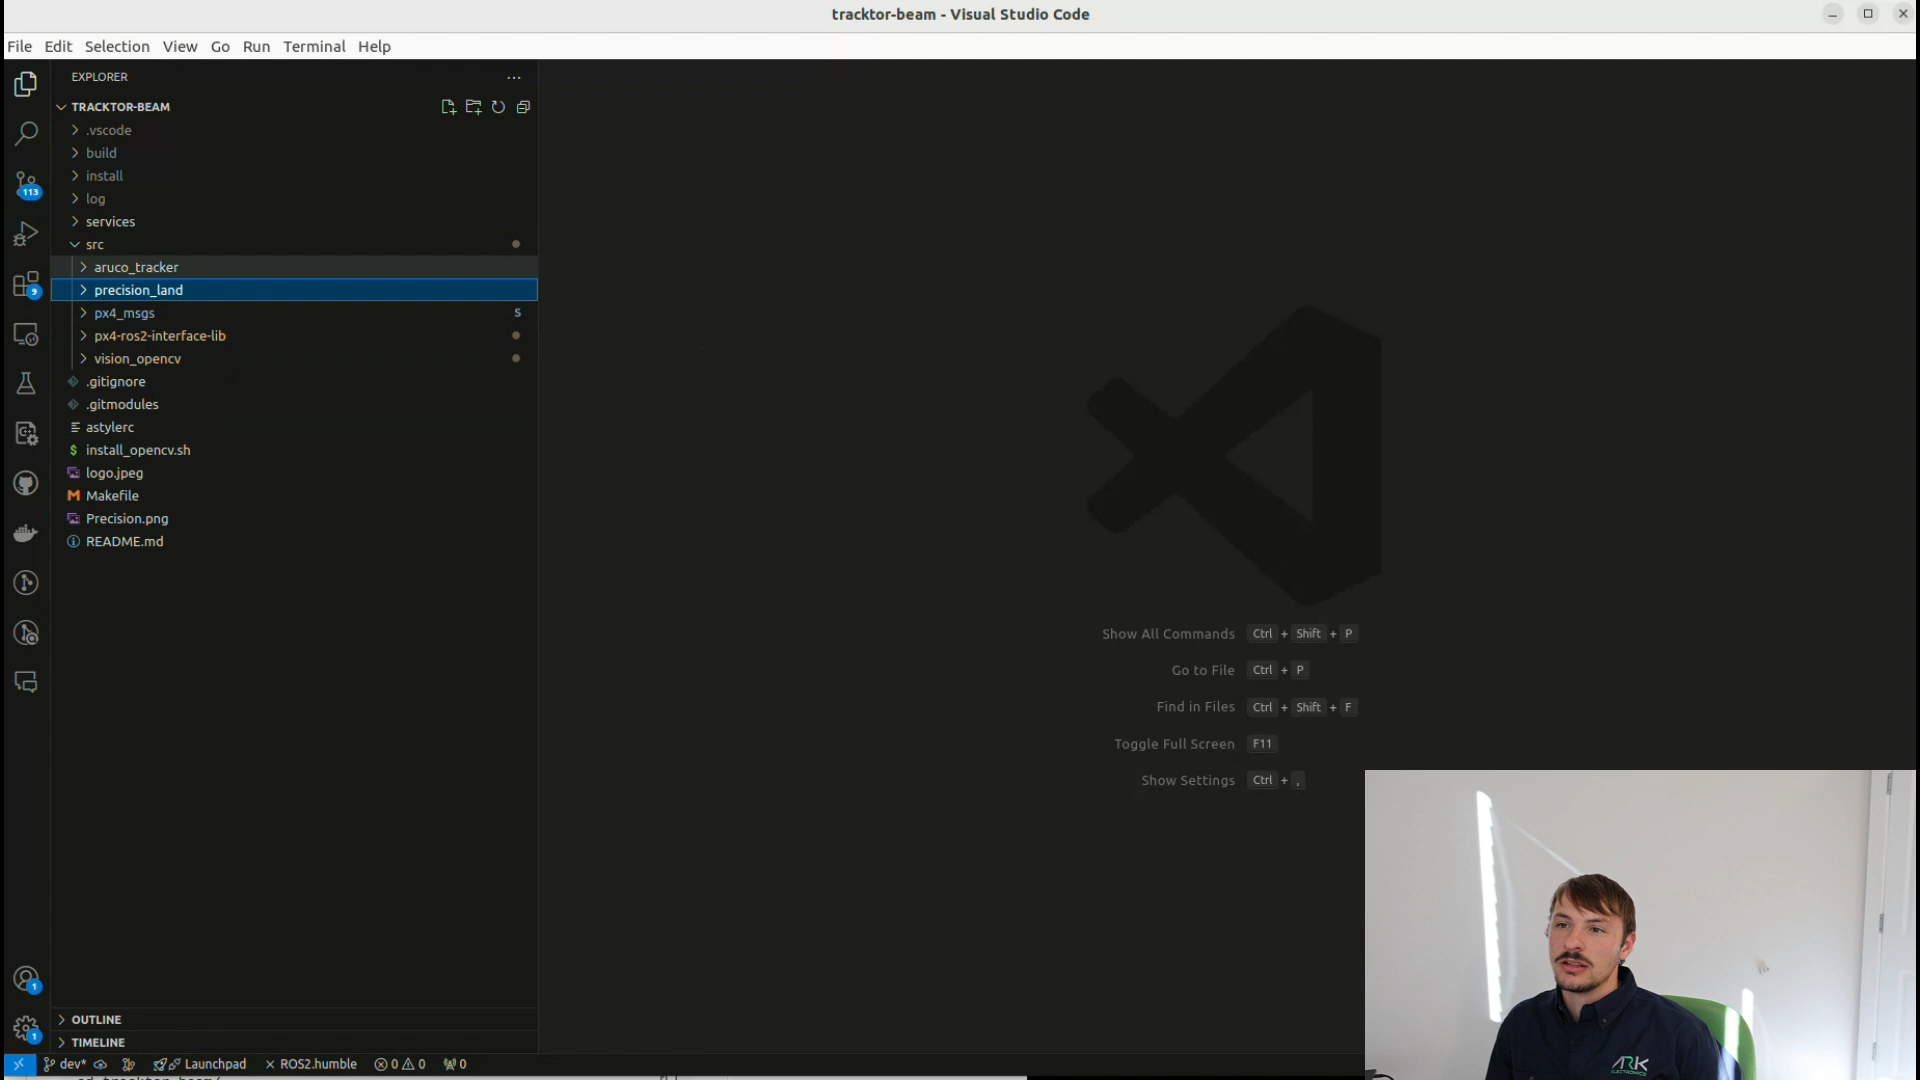 tracktor-beam - Visual Studio Code
File Edit Selection View Go Run Terminal Help
EXPLORER
TRACKTOR-BEAM
.vscode
build
install
113
log
services
src
aruco_tracker
9
precision_land
px4_msgs S
px4-ros2-interface-lib
vision_opencv
.gitignore
.gitmodules
astylerc
$ install_opencv.sh
logo.jpeg
M Makefile
Precision.png
README.md
Show All Commands Ctrl + Shift + P
Go to File Ctrl + P
Find in Files Ctrl + Shift + F
Toggle Full Screen F11
Show Settings Ctrl + ,
1
OUTLINE
1
TIMELINE
dev* Launchpad ROS2.humble 0 0 0
ARK
ELECTRONICS